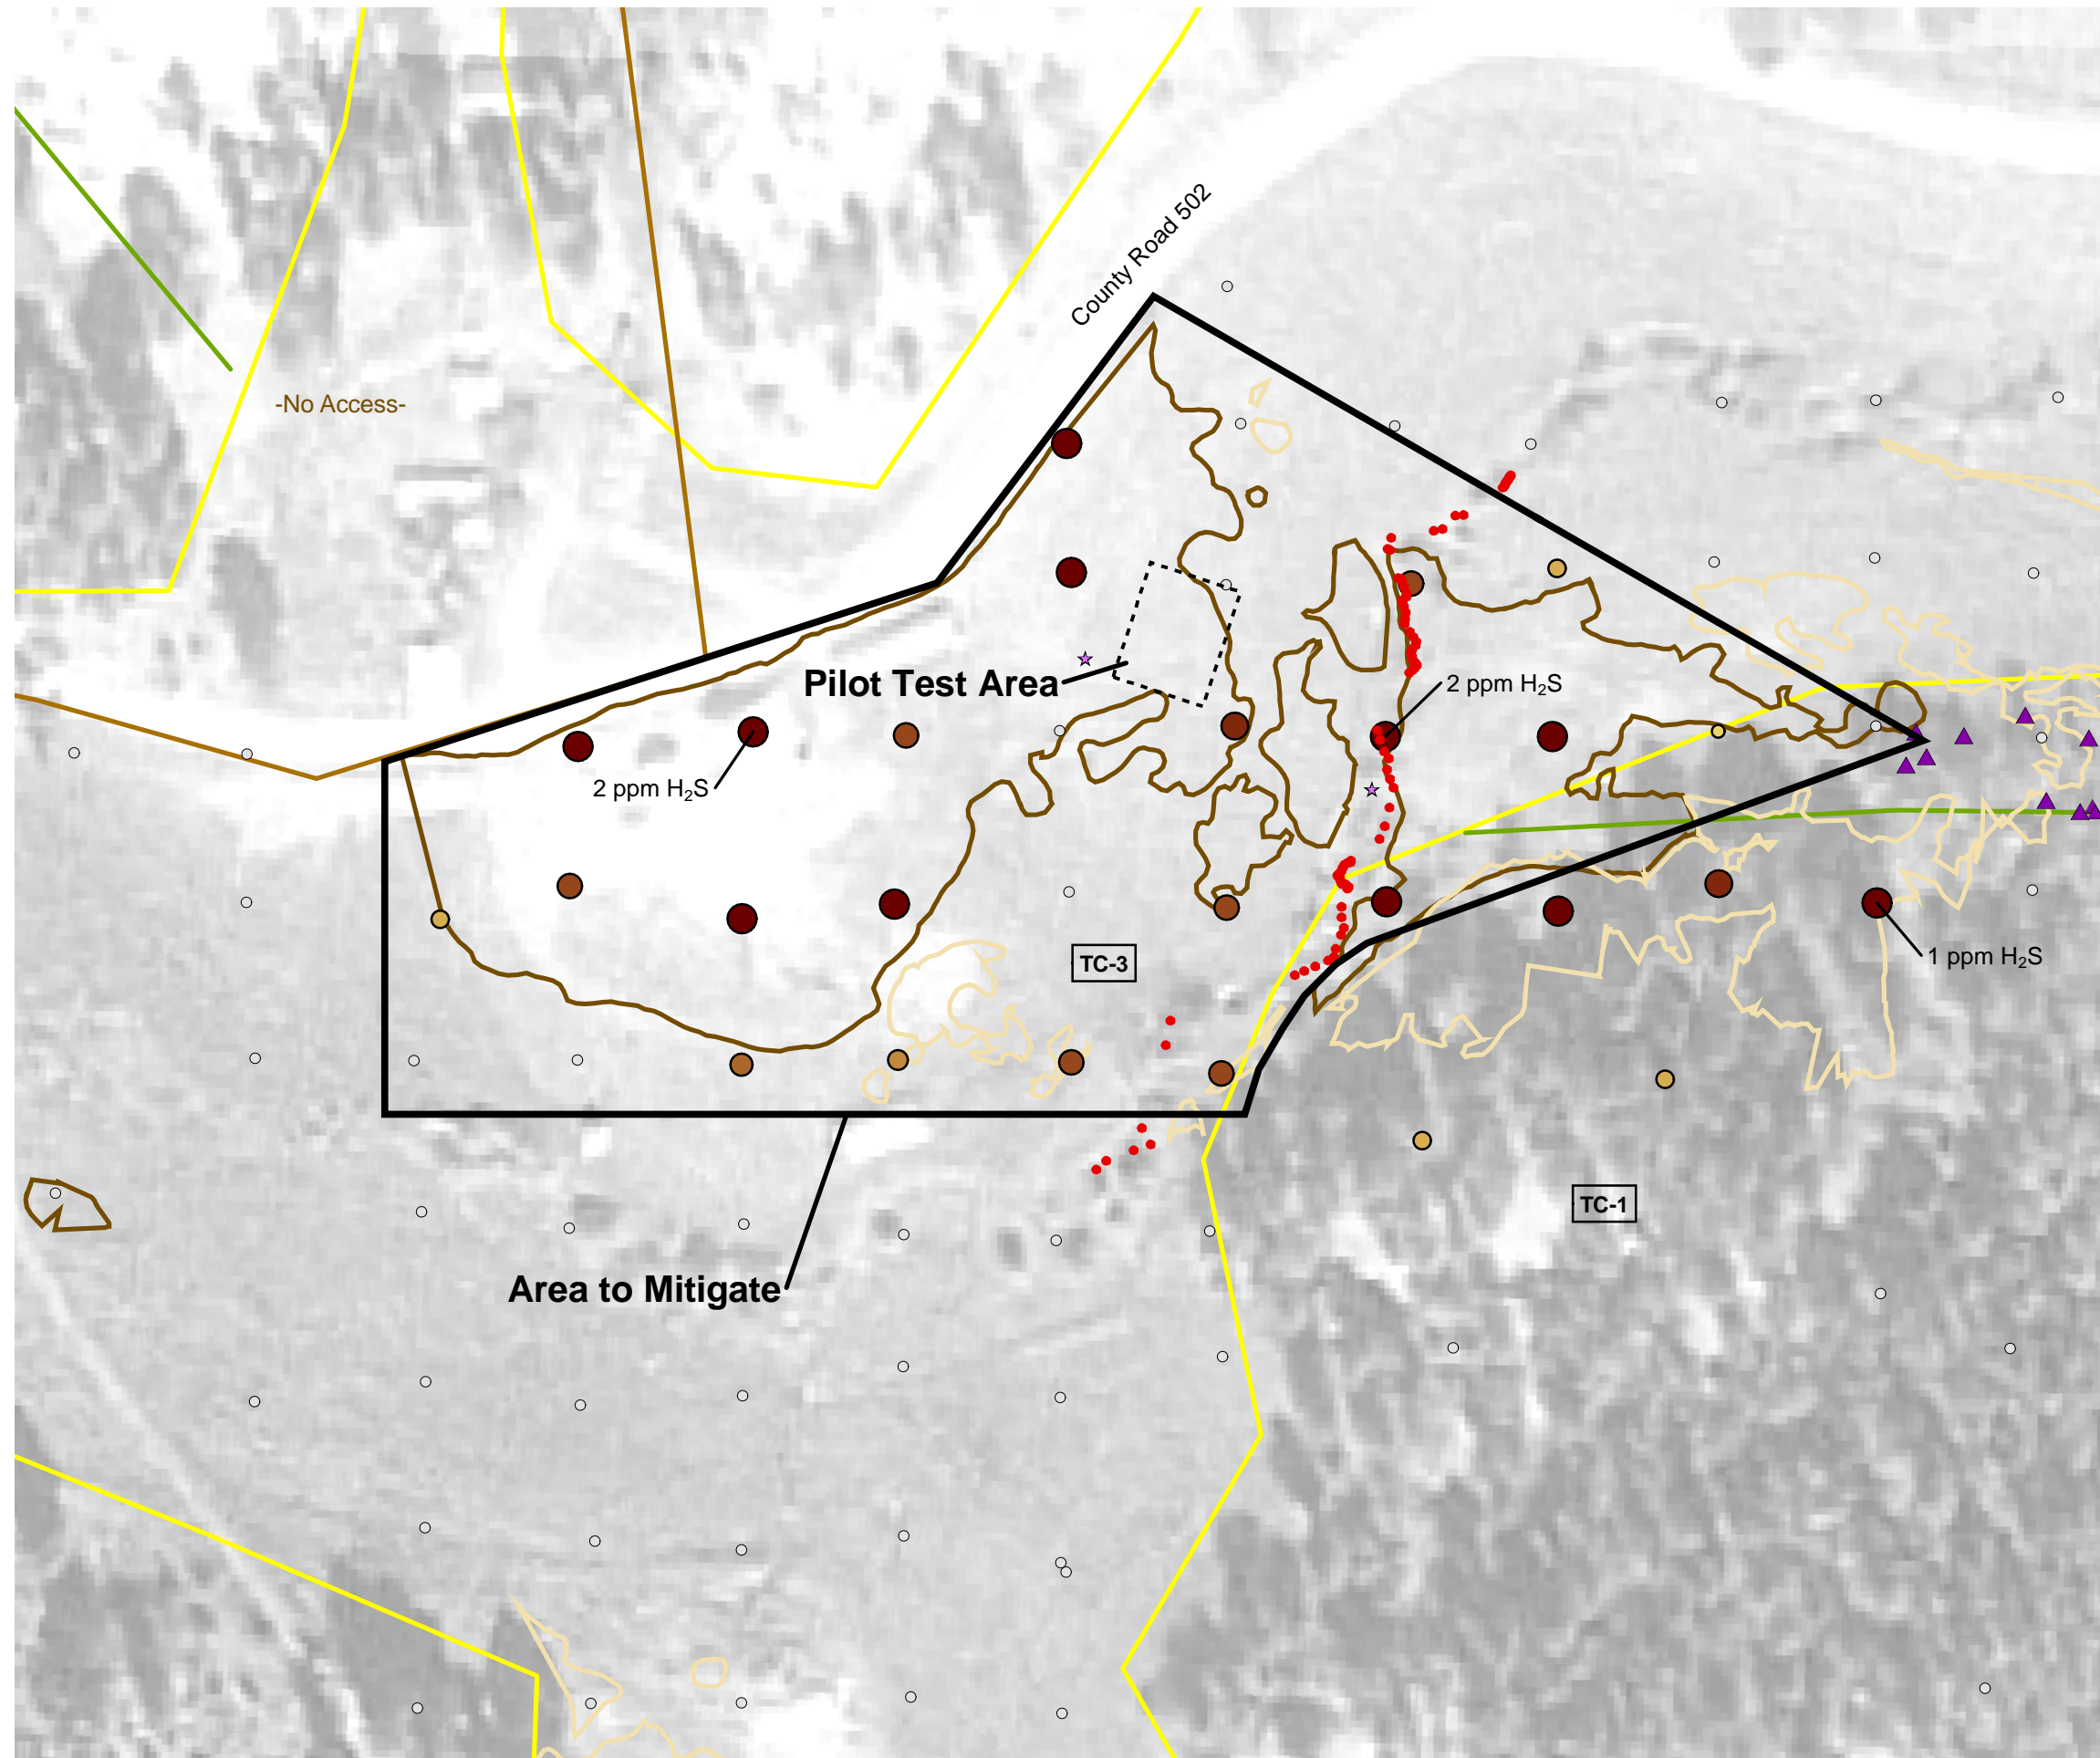 County Road 502
-No Access-
Pilot Test Area
2 ppm H₂S
2 ppm H₂S
TC-3
1 ppm H₂S
TC-1
Area to Mitigate